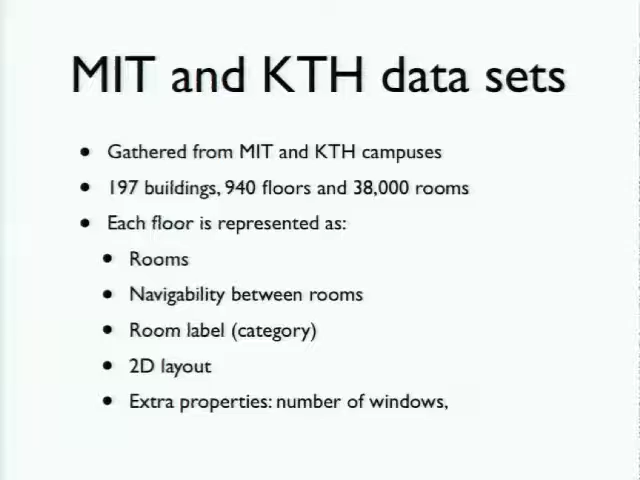 MIT and KTH data sets
• Gathered from MIT and KTH campuses
• 197 buildings, 940 floors and 38,000 rooms
• Each floor is represented as:
• Rooms
• Navigability between rooms
• Room label (category)
• 2D layout
• Extra properties: number of windows,